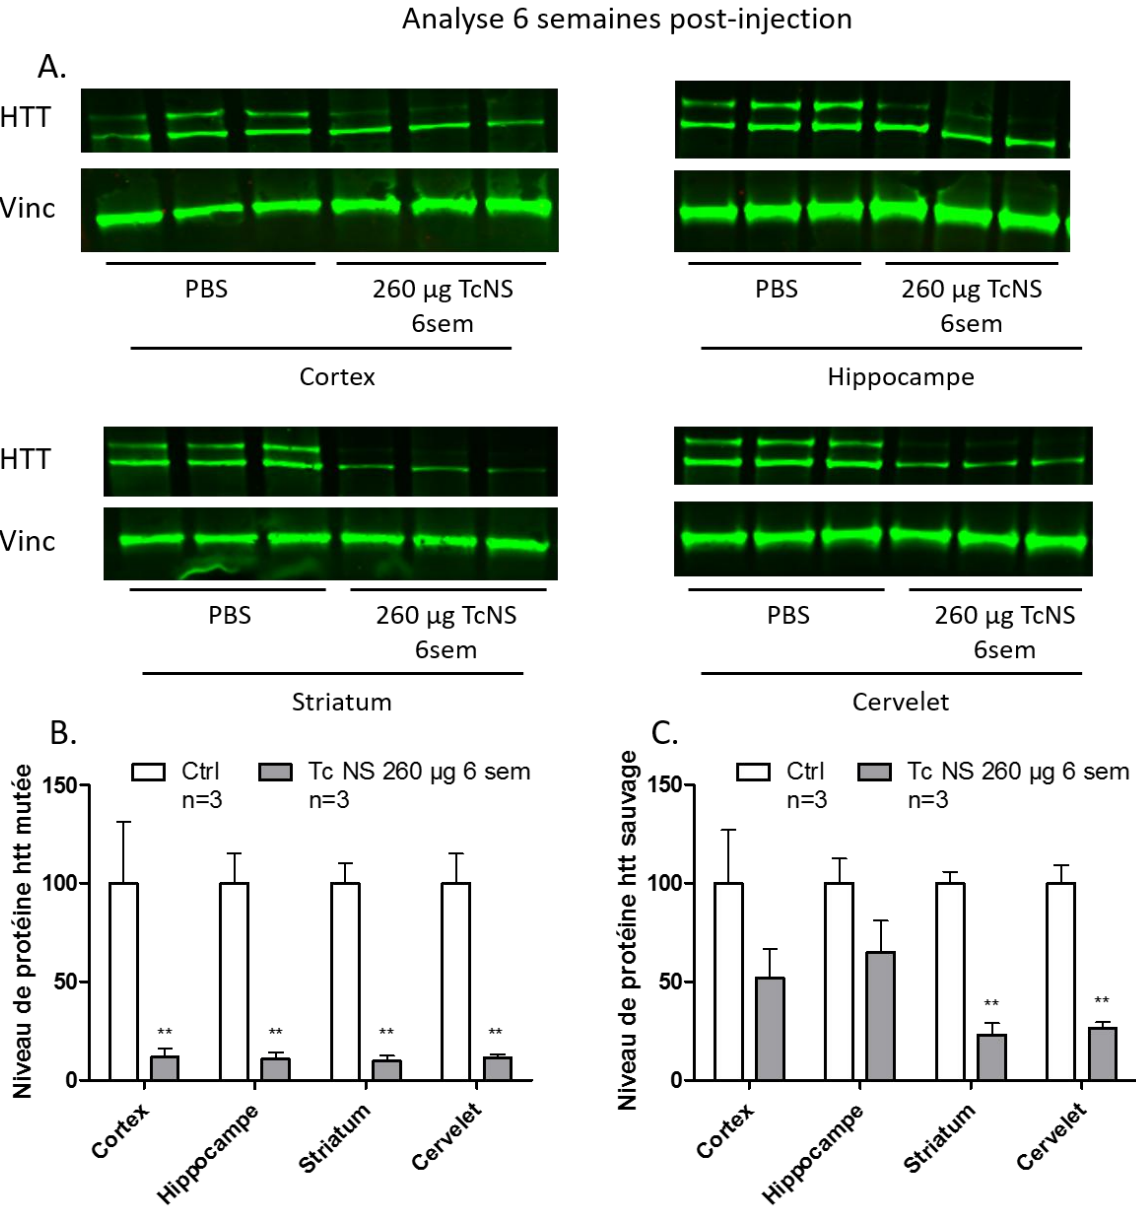 Analyse 6 semaines post-injection
A.
HTT
Vinc
PBS
260 µg TcNS
6sem
Cortex
HTT
Vinc
PBS
260 µg TcNS
6sem
Striatum
PBS
260 µg TcNS
6sem
Hippocampe
PBS
260 µg TcNS
6sem
Cervelet
B.
Niveau de protéine htt mutée
Ctrl
n=3
Tc NS 260 µg 6 sem
n=3
150
100
50
0
**
**
**
**
Cortex
Hippocampe
Striatum
Cervelet
C.
Niveau de protéine htt sauvage
Ctrl
n=3
Tc NS 260 µg 6 sem
n=3
150
100
50
0
**
**
Cortex
Hippocampe
Striatum
Cervelet